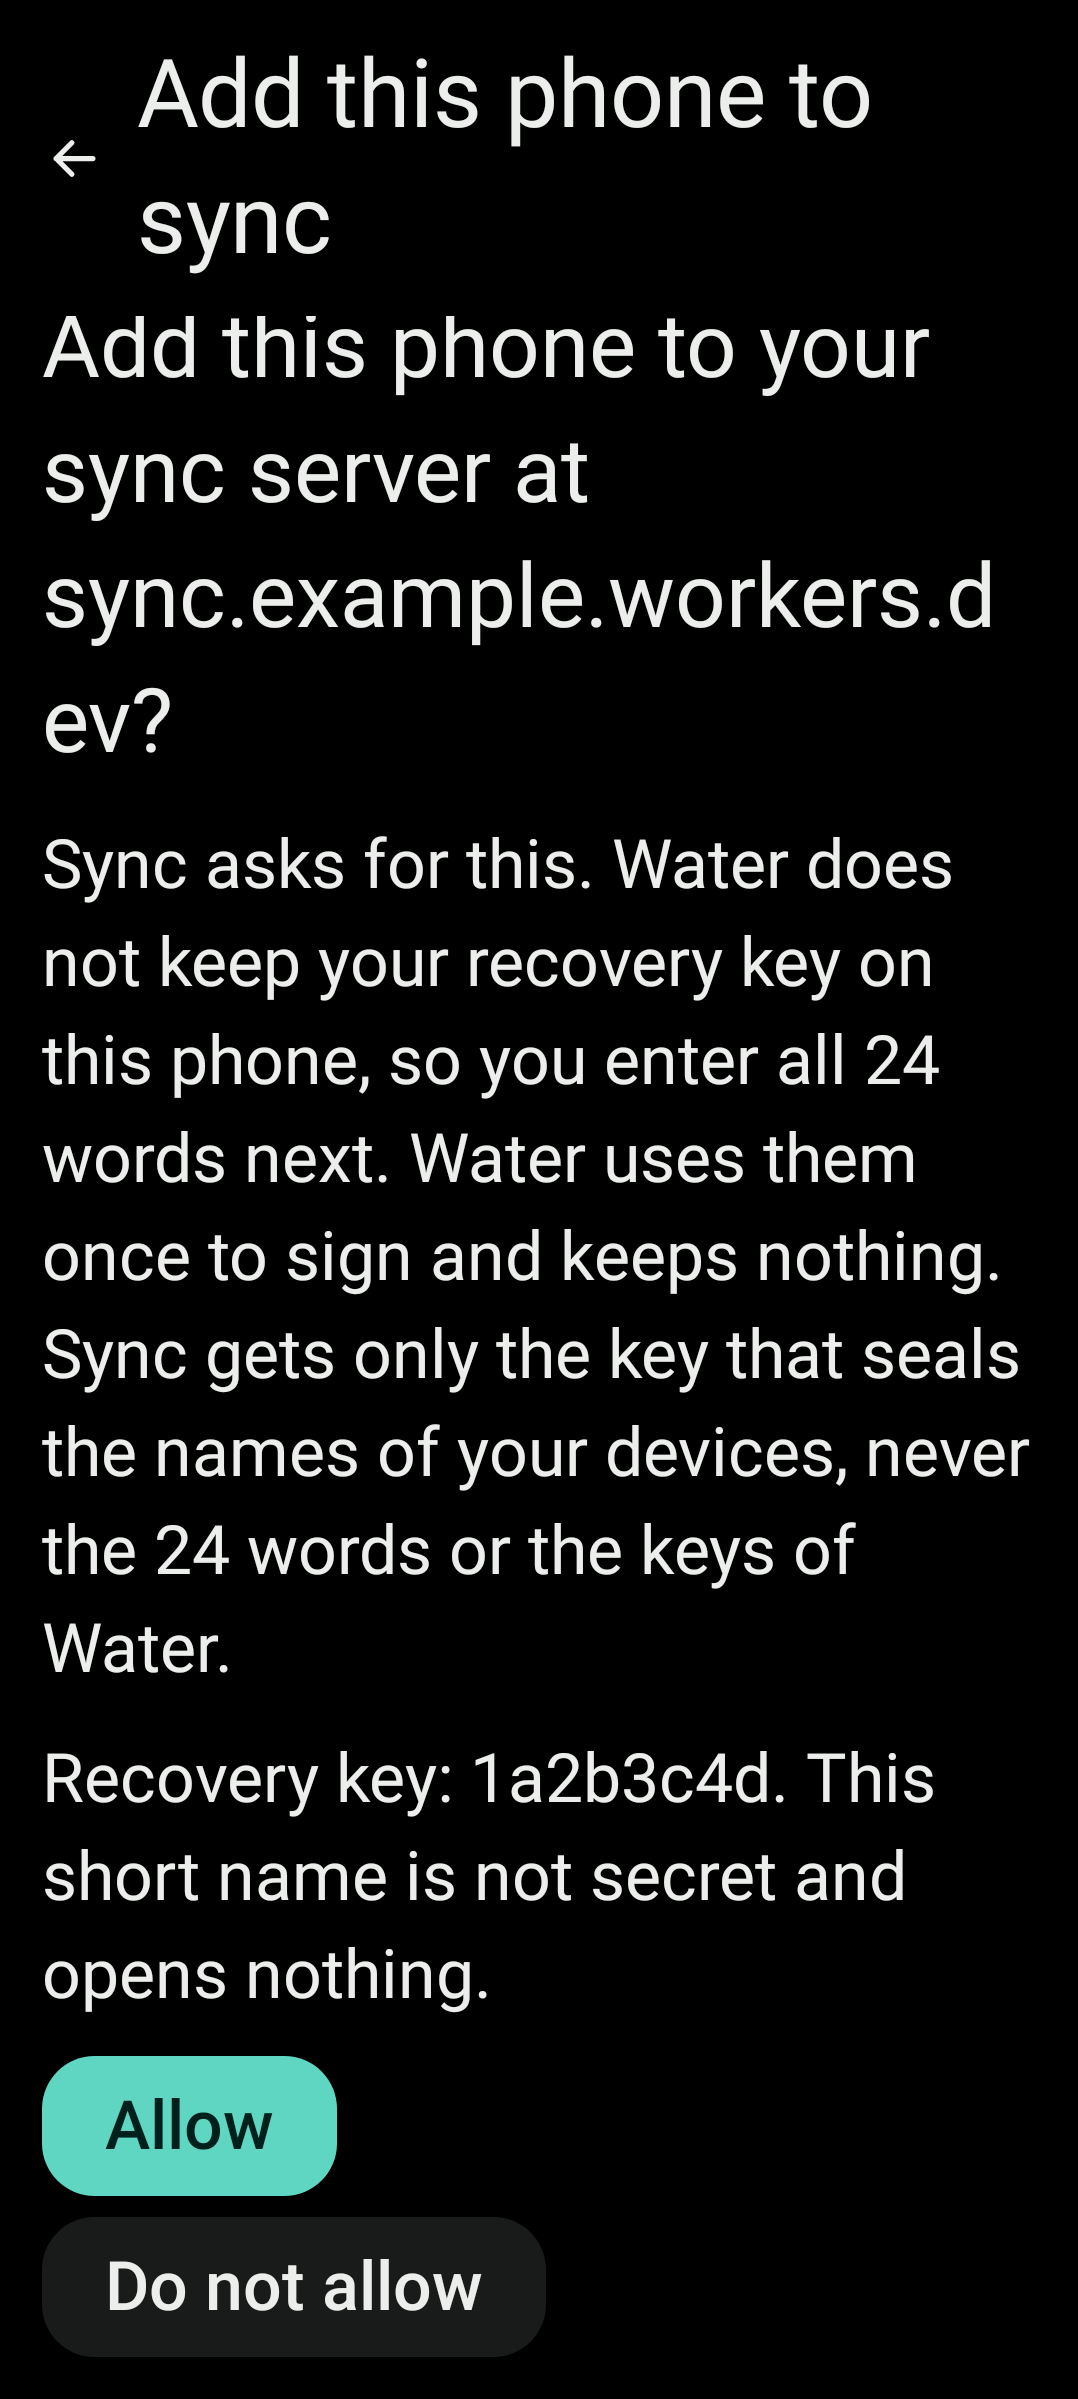 Add this phone to
sync
Add this phone to your
sync server at
sync.example.workers.d
ev?
Sync asks for this. Water does
not keep your recovery key on
this phone, so you enter all 24
words next. Water uses them
once to sign and keeps nothing.
Sync gets only the key that seals
the names of your devices, never
the 24 words or the keys of
Water.
Recovery key: 1a2b3c4d. This
short name is not secret and
opens nothing.
Allow
Do not allow